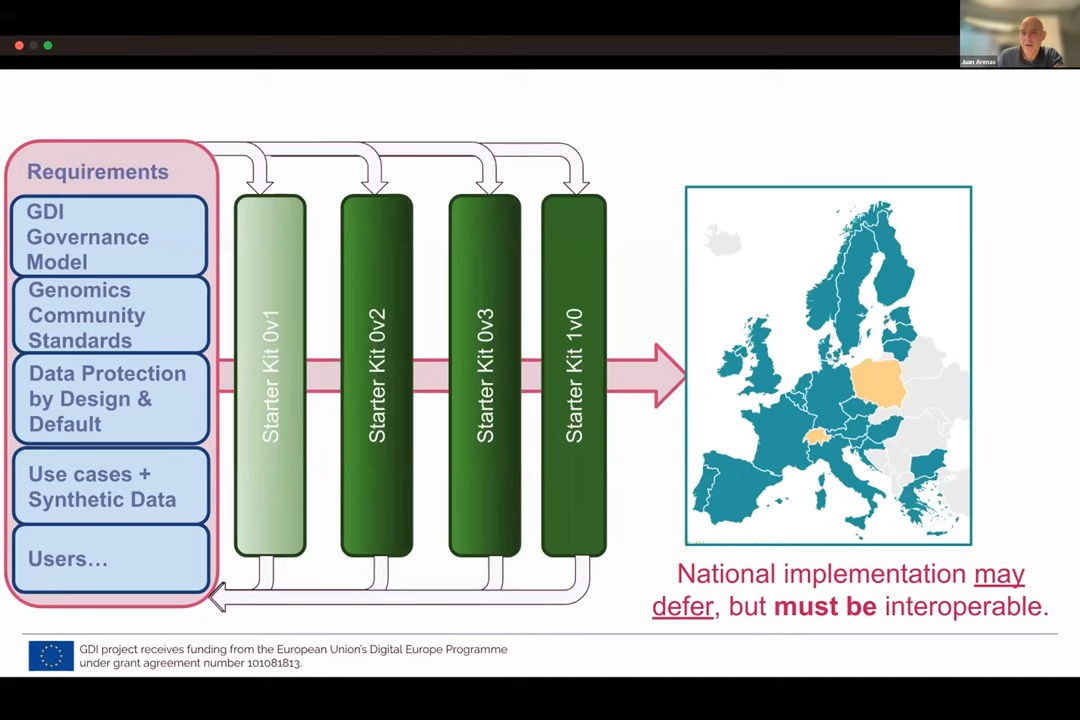 Juan Arenas
Requirements
GDI
Governance
Model
Genomics
Community
Standards
Data Protection
by Design &
Default
Use cases +
Synthetic Data
Users…
Starter Kit 0v1
Starter Kit 0v2
Starter Kit 0v3
Starter Kit 1v0
National implementation may
defer, but must be interoperable.
GDI project receives funding from the European Union's Digital Europe Programme
under grant agreement number 101081813.